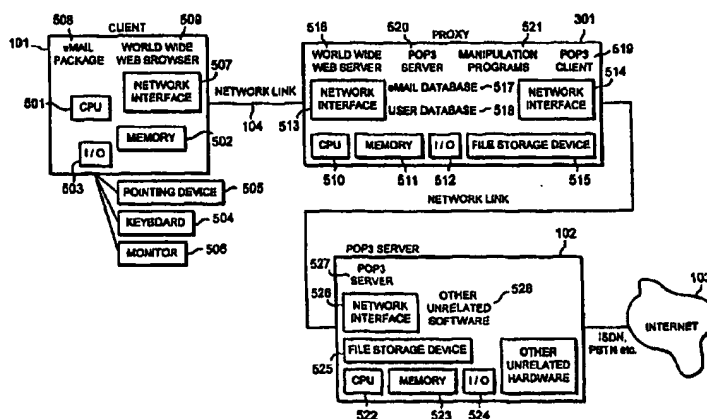 508
509
CLIENT
101
eMAIL PACKAGE
WORLD WIDE WEB BROWSER
507
NETWORK INTERFACE
501
CPU
MEMORY
502
I/O
503
POINTING DEVICE
505
KEYBOARD
504
MONITOR
506
NETWORK LINK
104
516
520
521
301
PROXY
WORLD WIDE WEB SERVER
POP3 SERVER
MANIPULATION PROGRAMS
POP3 CLIENT
519
514
NETWORK INTERFACE
eMAIL DATABASE
517
USER DATABASE
518
NETWORK INTERFACE
513
CPU
MEMORY
I/O
FILE STORAGE DEVICE
510
511
512
515
NETWORK LINK
POP3 SERVER
102
527
POP3 SERVER
526
NETWORK INTERFACE
OTHER UNRELATED SOFTWARE
528
FILE STORAGE DEVICE
525
OTHER UNRELATED HARDWARE
CPU
MEMORY
I/O
522
523
524
103
INTERNET
ISDN, PSTN etc.